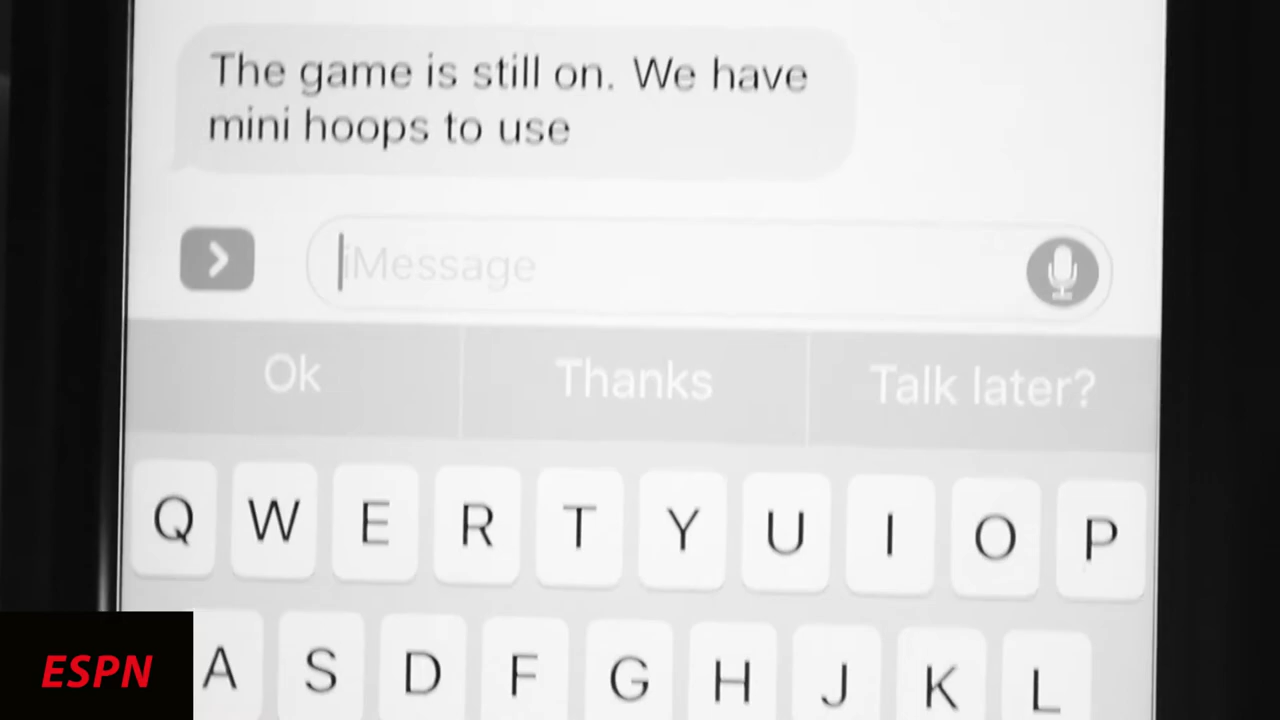 The game is still on. We have
mini hoops to use
iMessage
Ok Thanks Talk later?
Q W E R T Y U I O P
A S D F G H J K L
ESPN